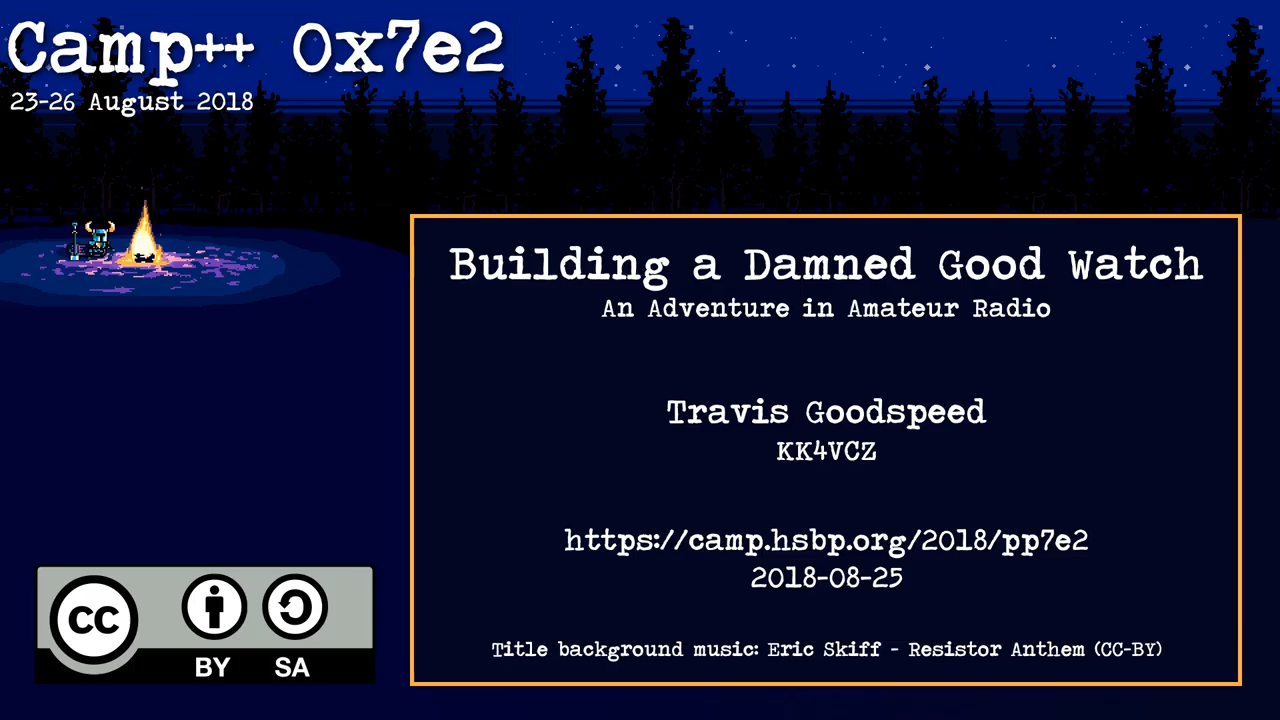 Camp++ 0x7e2
23-26 August 2018
Building a Damned Good Watch
An Adventure in Amateur Radio
Travis Goodspeed
KK4VCZ
https://camp.hsbp.org/2018/pp7e2
2018-08-25
Title background music: Eric Skiff - Resistor Anthem (CC-BY)
CC
BY SA